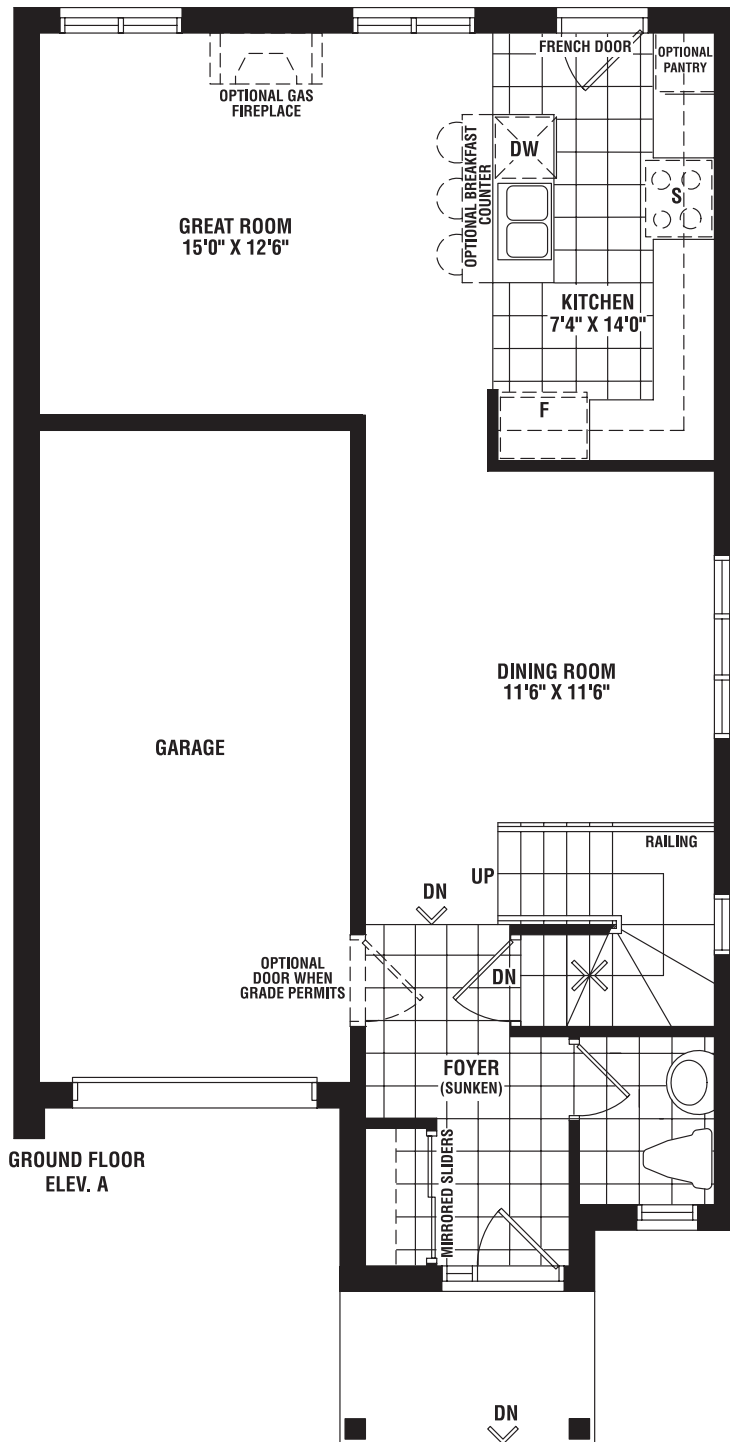 FRENCH DOOR
OPTIONAL
PANTRY
OPTIONAL GAS
FIREPLACE
OPTIONAL BREAKFAST
COUNTER
DW
S
GREAT ROOM
15'0" X 12'6"
KITCHEN
7'4" X 14'0"
F
DINING ROOM
11'6" X 11'6"
GARAGE
RAILING
UP
DN
OPTIONAL
DOOR WHEN
GRADE PERMITS
DN
FOYER
(SUNKEN)
MIRRORED SLIDERS
GROUND FLOOR
ELEV. A
DN